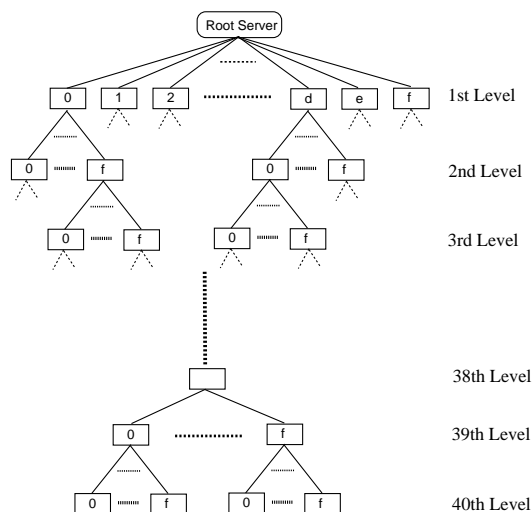 Root Server
0 1 2 d e f 1st Level
0 f 0 f 2nd Level
0 f 0 f 3rd Level
38th Level
0 f 39th Level
0 f 0 f 40th Level